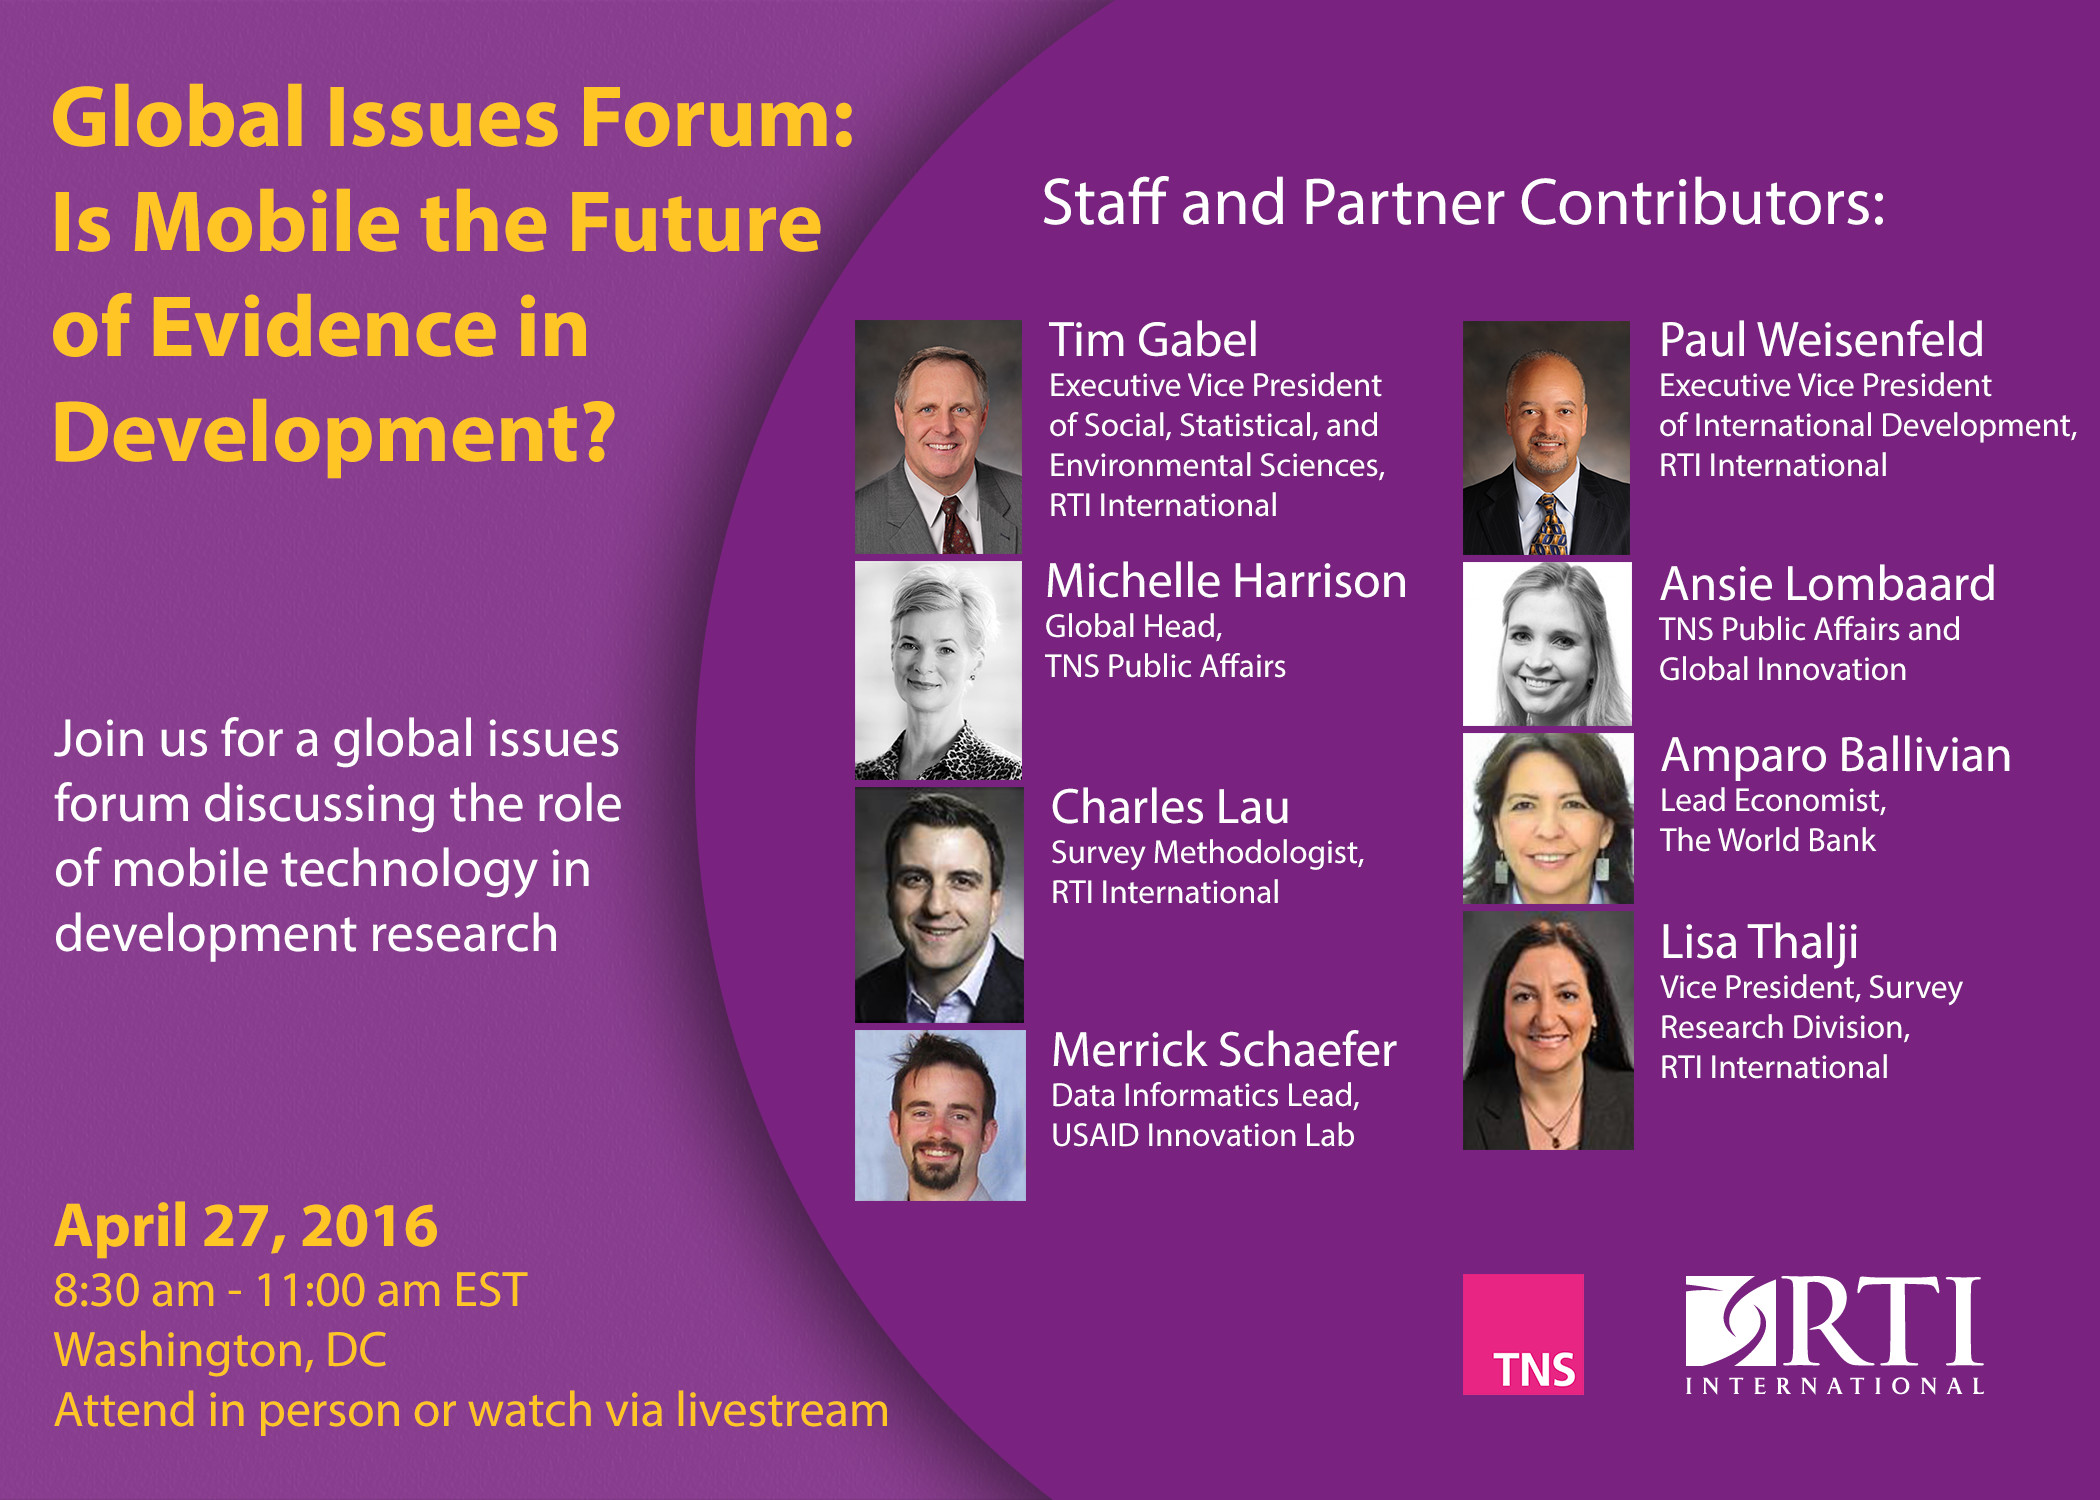 Global Issues Forum:
Is Mobile the Future
of Evidence in
Development?
Join us for a global issues
forum discussing the role
of mobile technology in
development research
April 27, 2016
8:30 am - 11:00 am EST
Washington, DC
Attend in person or watch via livestream
Staff and Partner Contributors:
Tim Gabel
Executive Vice President
of Social, Statistical, and
Environmental Sciences,
RTI International
Michelle Harrison
Global Head,
TNS Public Affairs
Charles Lau
Survey Methodologist,
RTI International
Merrick Schaefer
Data Informatics Lead,
USAID Innovation Lab
Paul Weisenfeld
Executive Vice President
of International Development,
RTI International
Ansie Lombaard
TNS Public Affairs and
Global Innovation
Amparo Ballivian
Lead Economist,
The World Bank
Lisa Thalji
Vice President, Survey
Research Division,
RTI International
TNS
RTI
INTERNATIONAL